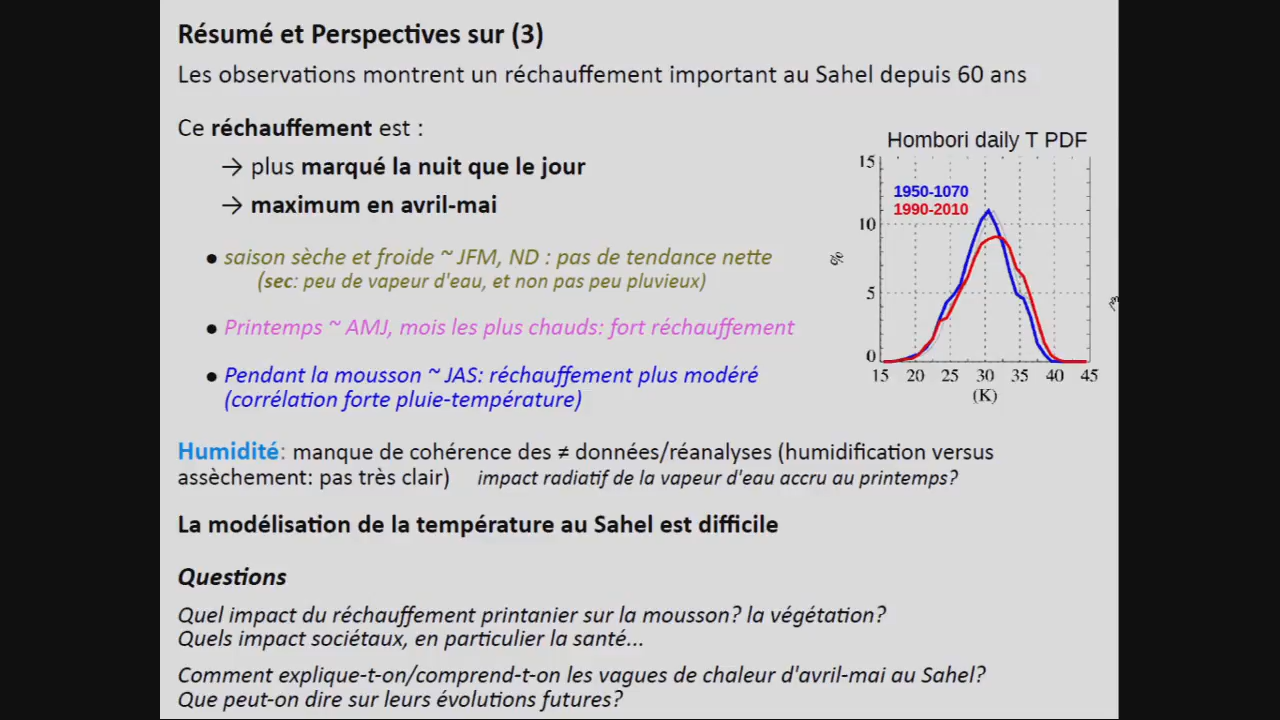 Résumé et Perspectives sur (3)
Les observations montrent un réchauffement important au Sahel depuis 60 ans
Ce réchauffement est :
→ plus marqué la nuit que le jour
→ maximum en avril-mai
● saison sèche et froide ~ JFM, ND : pas de tendance nette
(sec: peu de vapeur d'eau, et non pas peu pluvieux)
● Printemps ~ AMJ, mois les plus chauds: fort réchauffement
● Pendant la mousson ~ JAS: réchauffement plus modéré
(corrélation forte pluie-température)
Hombori daily T PDF
1950-1070
1990-2010
15
10
5
0
%
15 20 25 30 35 40 45
(K)
Humidité: manque de cohérence des ≠ données/réanalyses (humidification versus
assèchement: pas très clair) impact radiatif de la vapeur d'eau accru au printemps?
La modélisation de la température au Sahel est difficile
Questions
Quel impact du réchauffement printanier sur la mousson? la végétation?
Quels impact sociétaux, en particulier la santé...
Comment explique-t-on/comprend-t-on les vagues de chaleur d'avril-mai au Sahel?
Que peut-on dire sur leurs évolutions futures?